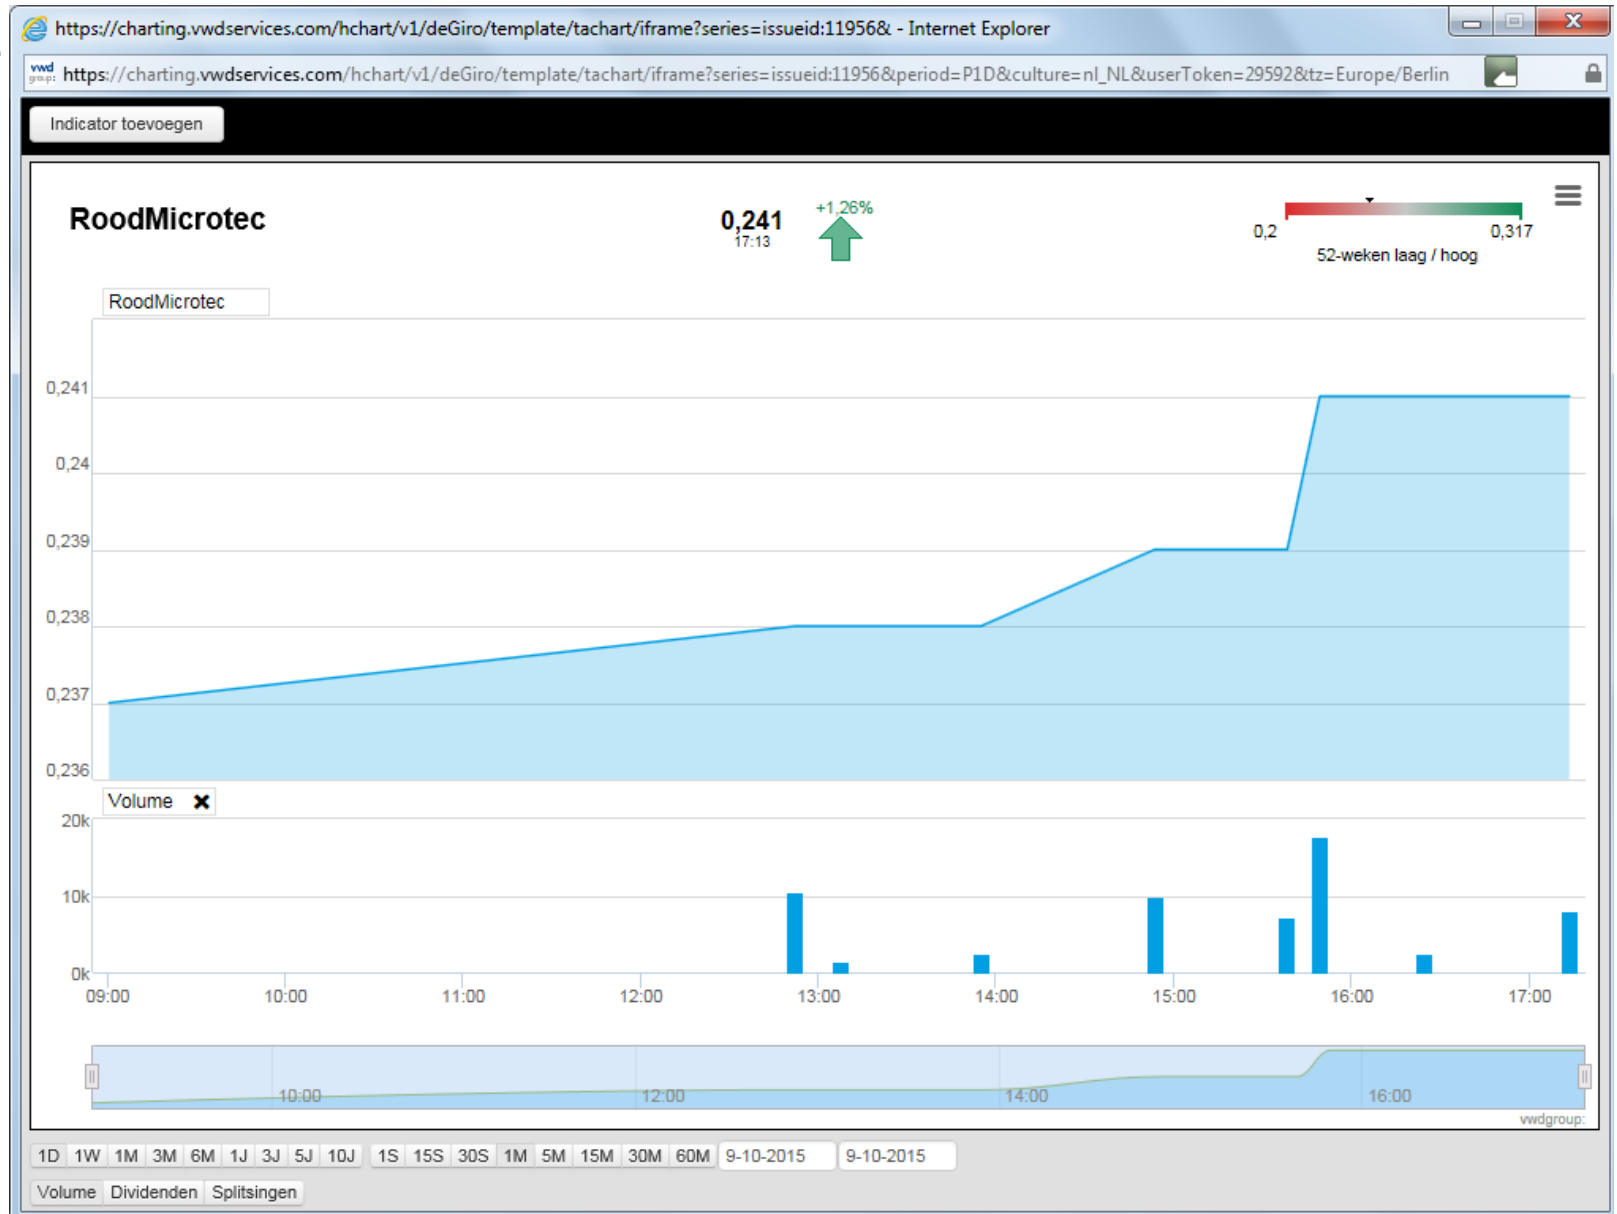 https://charting.vwdservices.com/hchart/v1/deGiro/template/tachart/iframe?series=issueid:11956& - Internet Explorer
vwd group: https://charting.vwdservices.com/hchart/v1/deGiro/template/tachart/iframe?series=issueid:11956&period=P1D&culture=nl_NL&userToken=29592&tz=Europe/Berlin
Indicator toevoegen
RoodMicrotec
0,241
17:13
+1,26%
0,2 0,317
52-weken laag / hoog
RoodMicrotec
0,241
0,24
0,239
0,238
0,237
0,236
Volume
20k
10k
0k
09:00 10:00 11:00 12:00 13:00 14:00 15:00 16:00 17:00
10:00 12:00 14:00 16:00
vwdgroup:
1D 1W 1M 3M 6M 1J 3J 5J 10J 1S 15S 30S 1M 5M 15M 30M 60M 9-10-2015 9-10-2015
Volume Dividenden Splitsingen